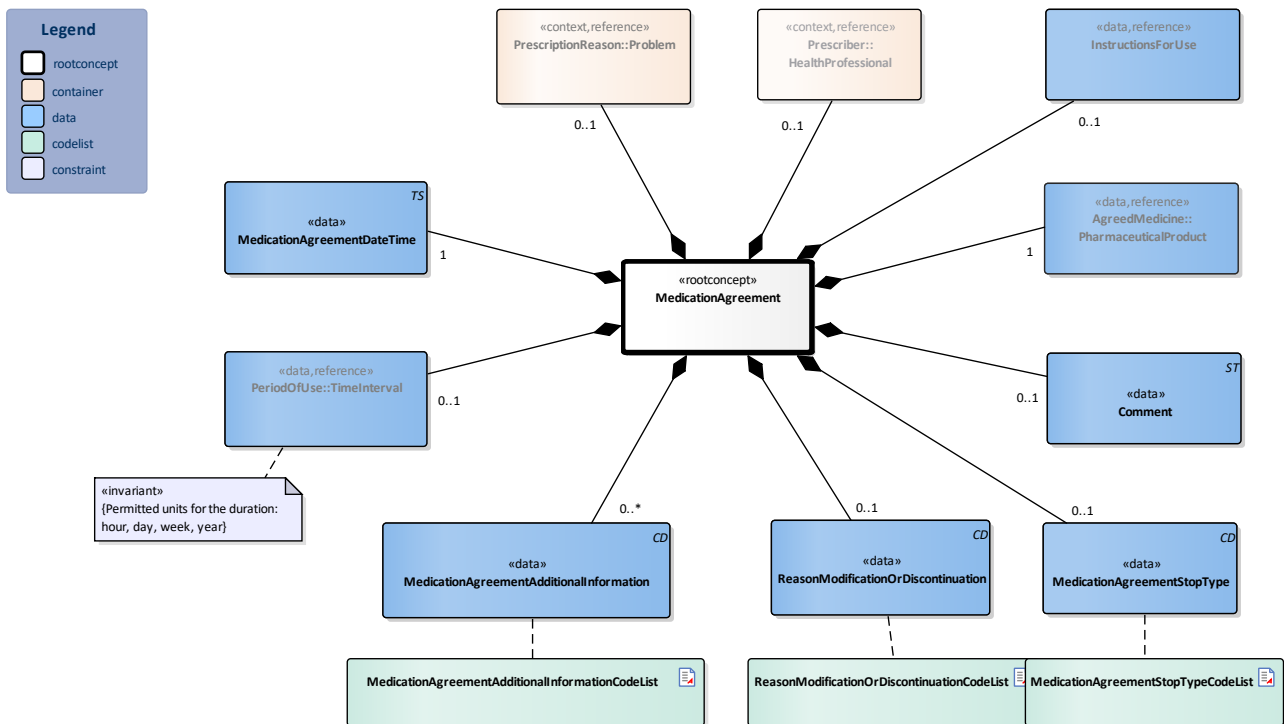 Legend
rootconcept
container
data
codelist
constraint
«context,reference»
PrescriptionReason::Problem
0..1
«context,reference»
Prescriber::
HealthProfessional
0..1
«data,reference»
InstructionsForUse
0..1
TS
«data»
MedicationAgreementDateTime
1
«data,reference»
AgreedMedicine::
PharmaceuticalProduct
1
«rootconcept»
MedicationAgreement
«data,reference»
PeriodOfUse::TimeInterval
0..1
ST
«data»
Comment
0..1
«invariant»
{Permitted units for the duration:
hour, day, week, year}
0..*
CD
«data»
MedicationAgreementAdditionalInformation
0..1
CD
«data»
ReasonModificationOrDiscontinuation
0..1
CD
«data»
MedicationAgreementStopType
MedicationAgreementAdditionalInformationCodeList
ReasonModificationOrDiscontinuationCodeList
MedicationAgreementStopTypeCodeList